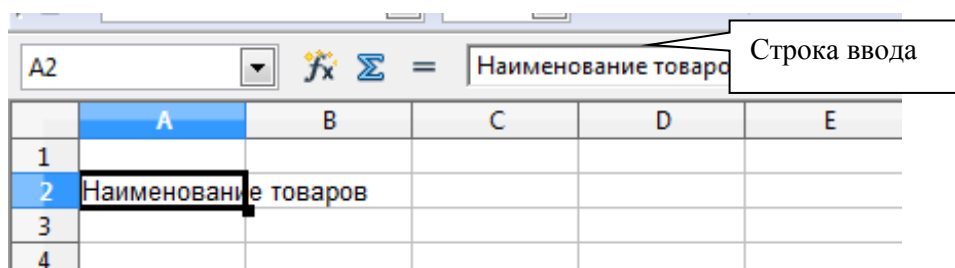 A2 fx Σ = Наименование товаро
Строка ввода
A B C D E
1
2 Наименование товаров
3
4